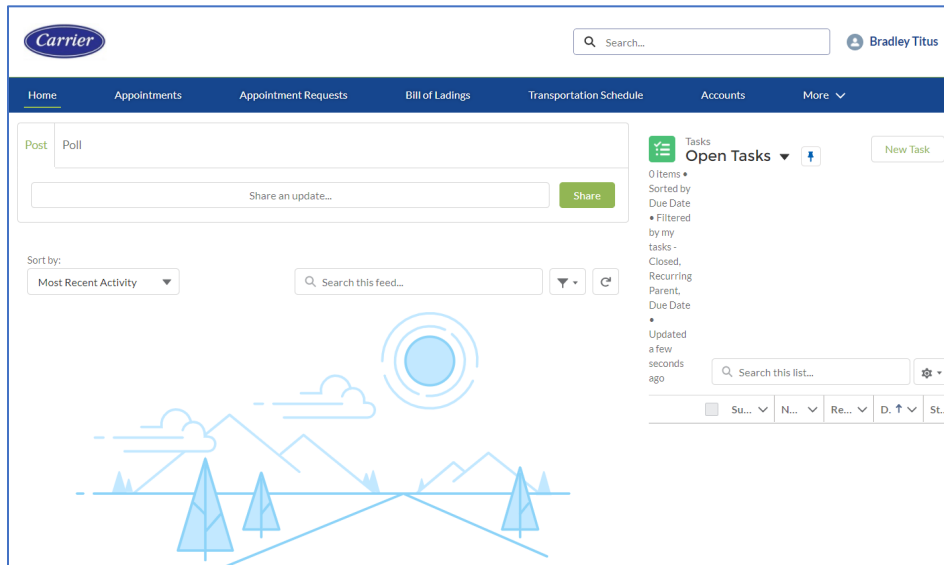 Carrier
Search...
Bradley Titus
Home Appointments Appointment Requests Bill of Ladings Transportation Schedule Accounts More
Post Poll
Share an update...
Share
Sort by:
Most Recent Activity
Search this feed...
Tasks
Open Tasks
New Task
0 items •
Sorted by
Due Date
• Filtered
by my
tasks -
Closed,
Recurring
Parent,
Due Date
•
Updated
a few
seconds
ago
Search this list...
Su... N... Re... D. ↑ St...